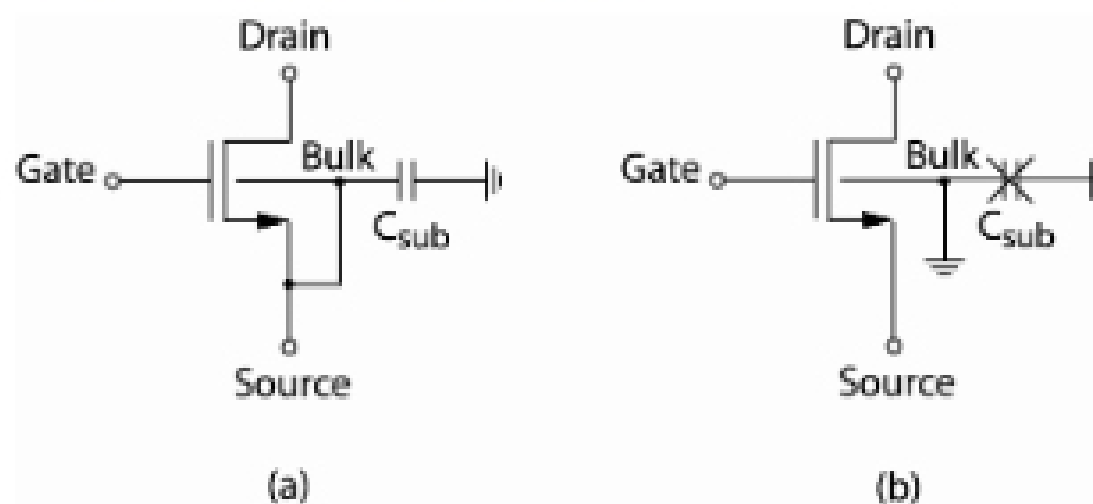 Drain Drain
Bulk Bulk
Gate Gate
Csub Csub
Source Source
(a) (b)